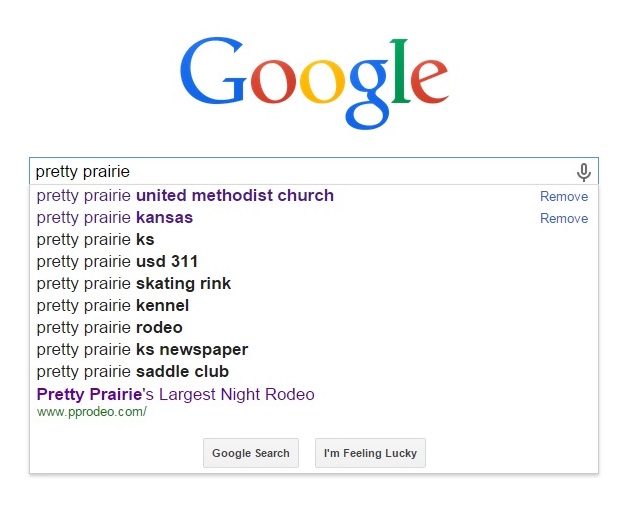 Google
pretty prairie
pretty prairie united methodist church Remove
pretty prairie kansas Remove
pretty prairie ks
pretty prairie usd 311
pretty prairie skating rink
pretty prairie kennel
pretty prairie rodeo
pretty prairie ks newspaper
pretty prairie saddle club
Pretty Prairie's Largest Night Rodeo
www.pprodeo.com/
Google Search I'm Feeling Lucky